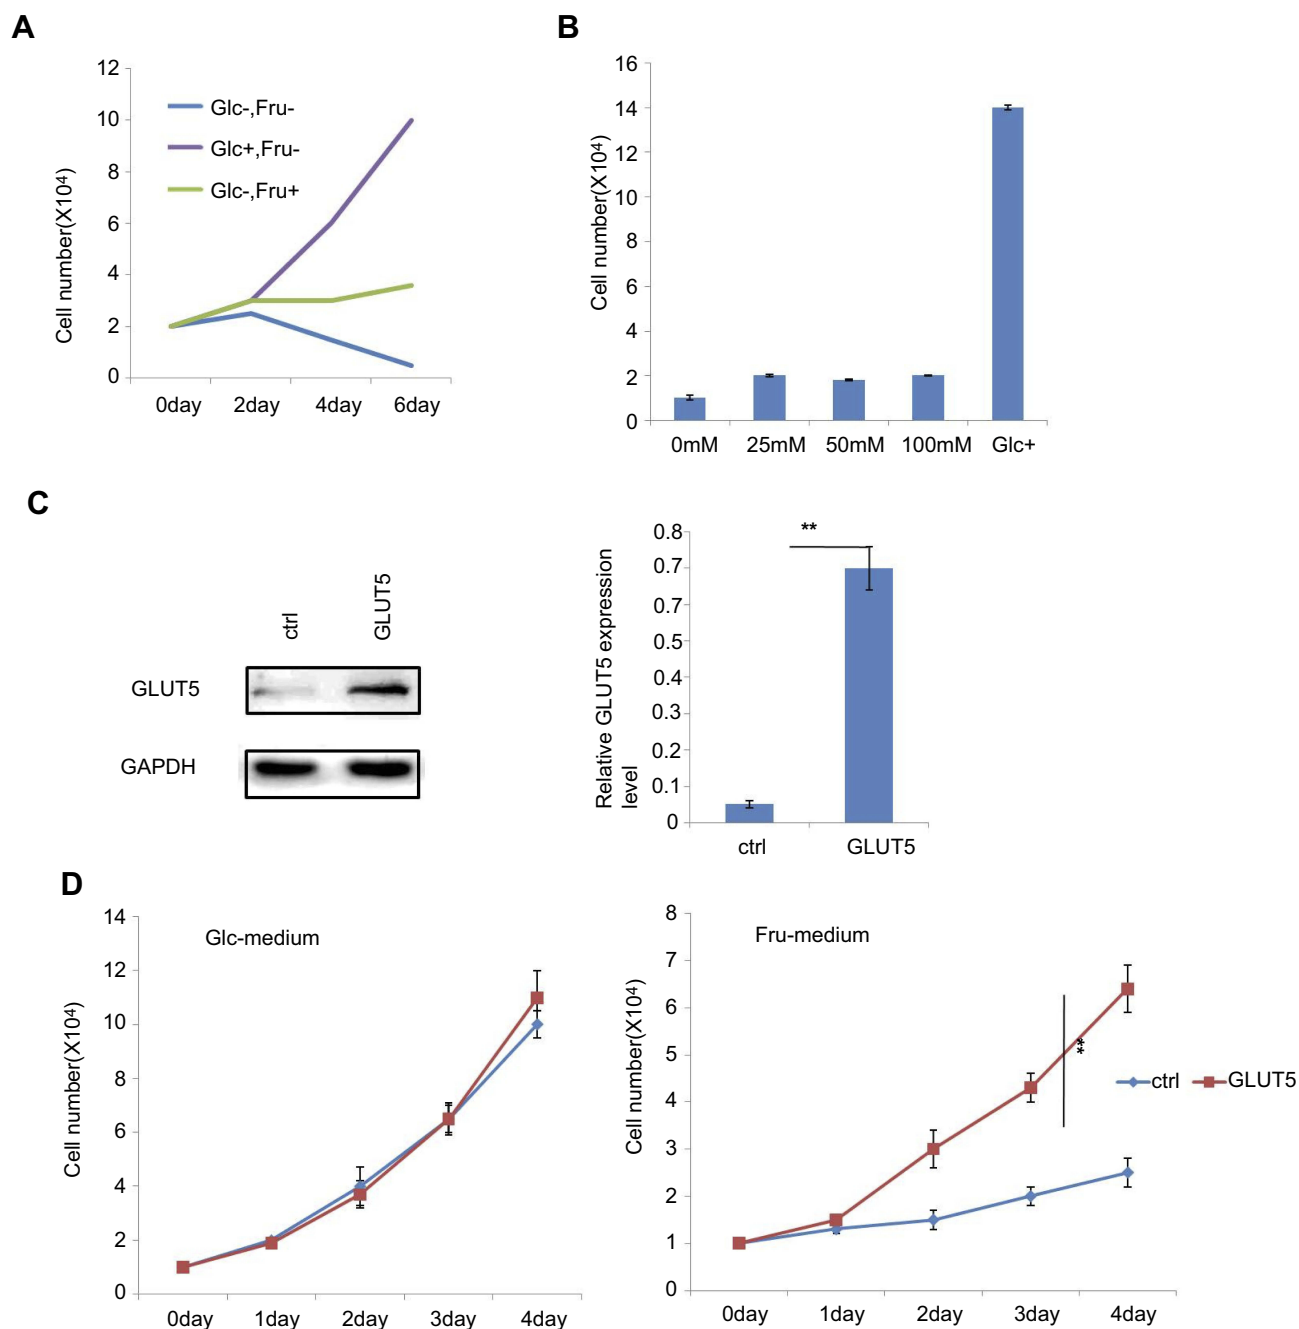 A
12
10
8
6
4
2
0
Cell number(X10⁴)
Glc-,Fru-
Glc+,Fru-
Glc-,Fru+
0day 2day 4day 6day
B
16
14
12
14
8
6
14
2
0
Cell number(X10⁴)
0mM 25mM 50mM 100mM Glc+
C
ctrl GLUT5
GLUT5
GAPDH
Relative GLUT5 expression
level
0.8
0.7
0.7
0.5
0.4
0.3
0.2
0.1
0
**
ctrl GLUT5
D
14
12
10
8
6
4
2
0
Cell number(X10⁴)
Glc-medium
0day 1day 2day 3day 4day
8
7
6
5
4
3
2
1
0
Cell number(X10⁴)
Fru-medium
**
ctrl GLUT5
0day 1day 2day 3day 4day